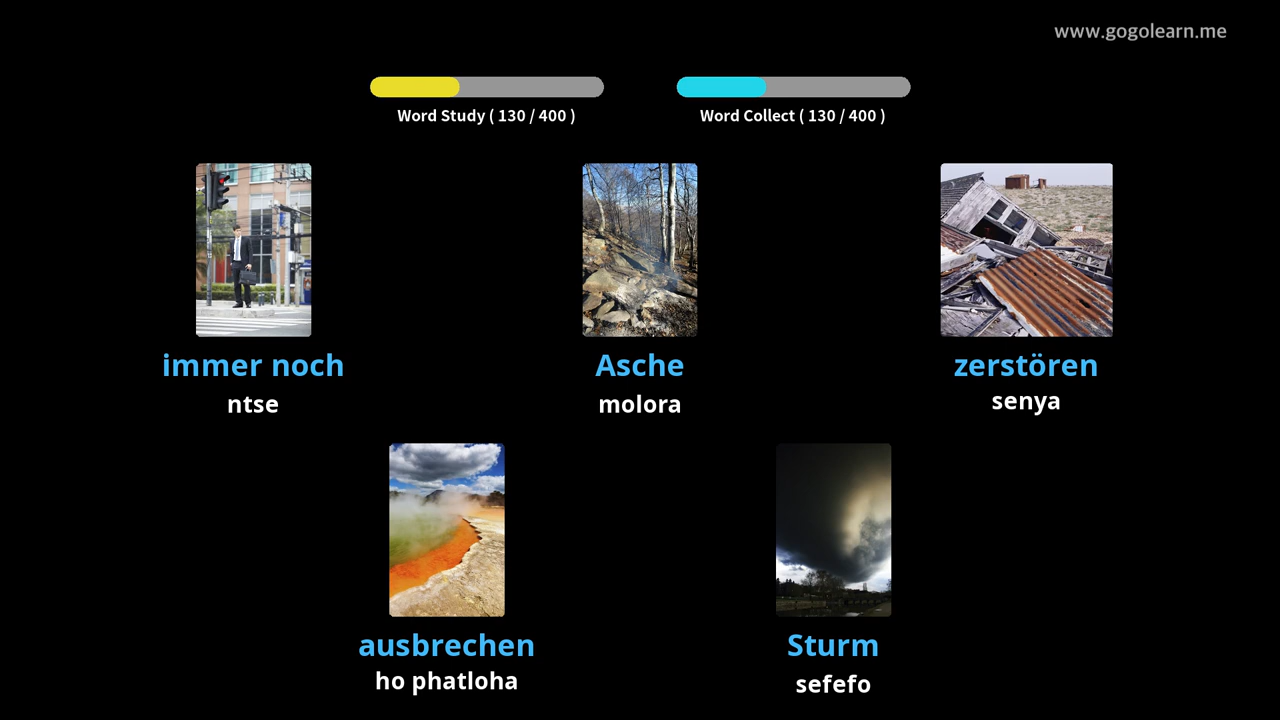 www.gogolearn.me
Word Study ( 130 / 400 )
Word Collect ( 130 / 400 )
immer noch
ntse
Asche
molora
zerstören
senya
ausbrechen
ho phatloha
Sturm
sefefo